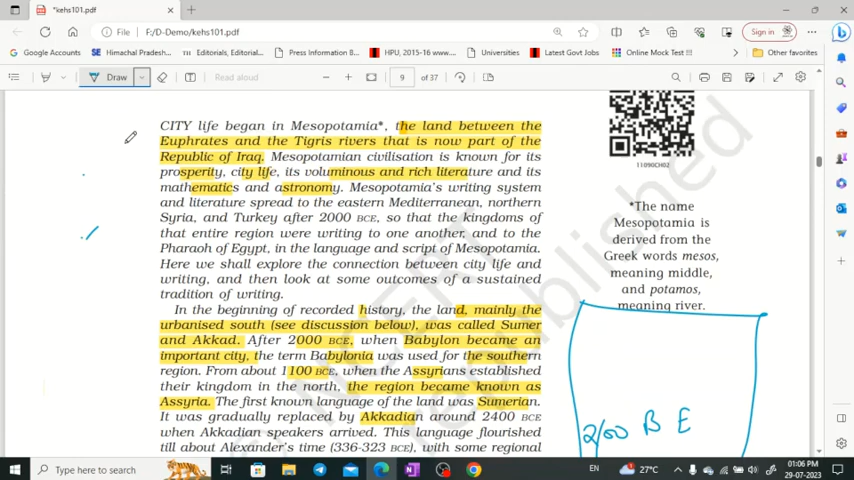 *kehs101.pdf
File
F:/D-Demo/kehs101.pdf
Sign in
Google Accounts
Himachal Pradesh...
Editorials, Editorial...
Press Information B...
HPU, 2015-16 www....
Universities
Latest Govt Jobs
Online Mock Test !!!
Other favorites
Draw
Read aloud
9 of 37
CITY life began in Mesopotamia*, the land between the
Euphrates and the Tigris rivers that is now part of the
Republic of Iraq. Mesopotamian civilisation is known for its
prosperity, city life, its voluminous and rich literature and its
mathematics and astronomy. Mesopotamia's writing system
and literature spread to the eastern Mediterranean, northern
Syria, and Turkey after 2000 BCE, so that the kingdoms of
that entire region were writing to one another, and to the
Pharaoh of Egypt, in the language and script of Mesopotamia.
Here we shall explore the connection between city life and
writing, and then look at some outcomes of a sustained
tradition of writing.
In the beginning of recorded history, the land, mainly the
urbanised south (see discussion below), was called Sumer
and Akkad. After 2000 BCE, when Babylon became an
important city, the term Babylonia was used for the southern
region. From about 1100 BCE, when the Assyrians established
their kingdom in the north, the region became known as
Assyria. The first known language of the land was Sumerian.
It was gradually replaced by Akkadian around 2400 BCE
when Akkadian speakers arrived. This language flourished
till about Alexander's time (336-323 BCE), with some regional
11090CH02
*The name
Mesopotamia is
derived from the
Greek words mesos,
meaning middle,
and potamos,
meaning river.
B E
republished
Type here to search
EN
27°C
01:06 PM
29-07-2023